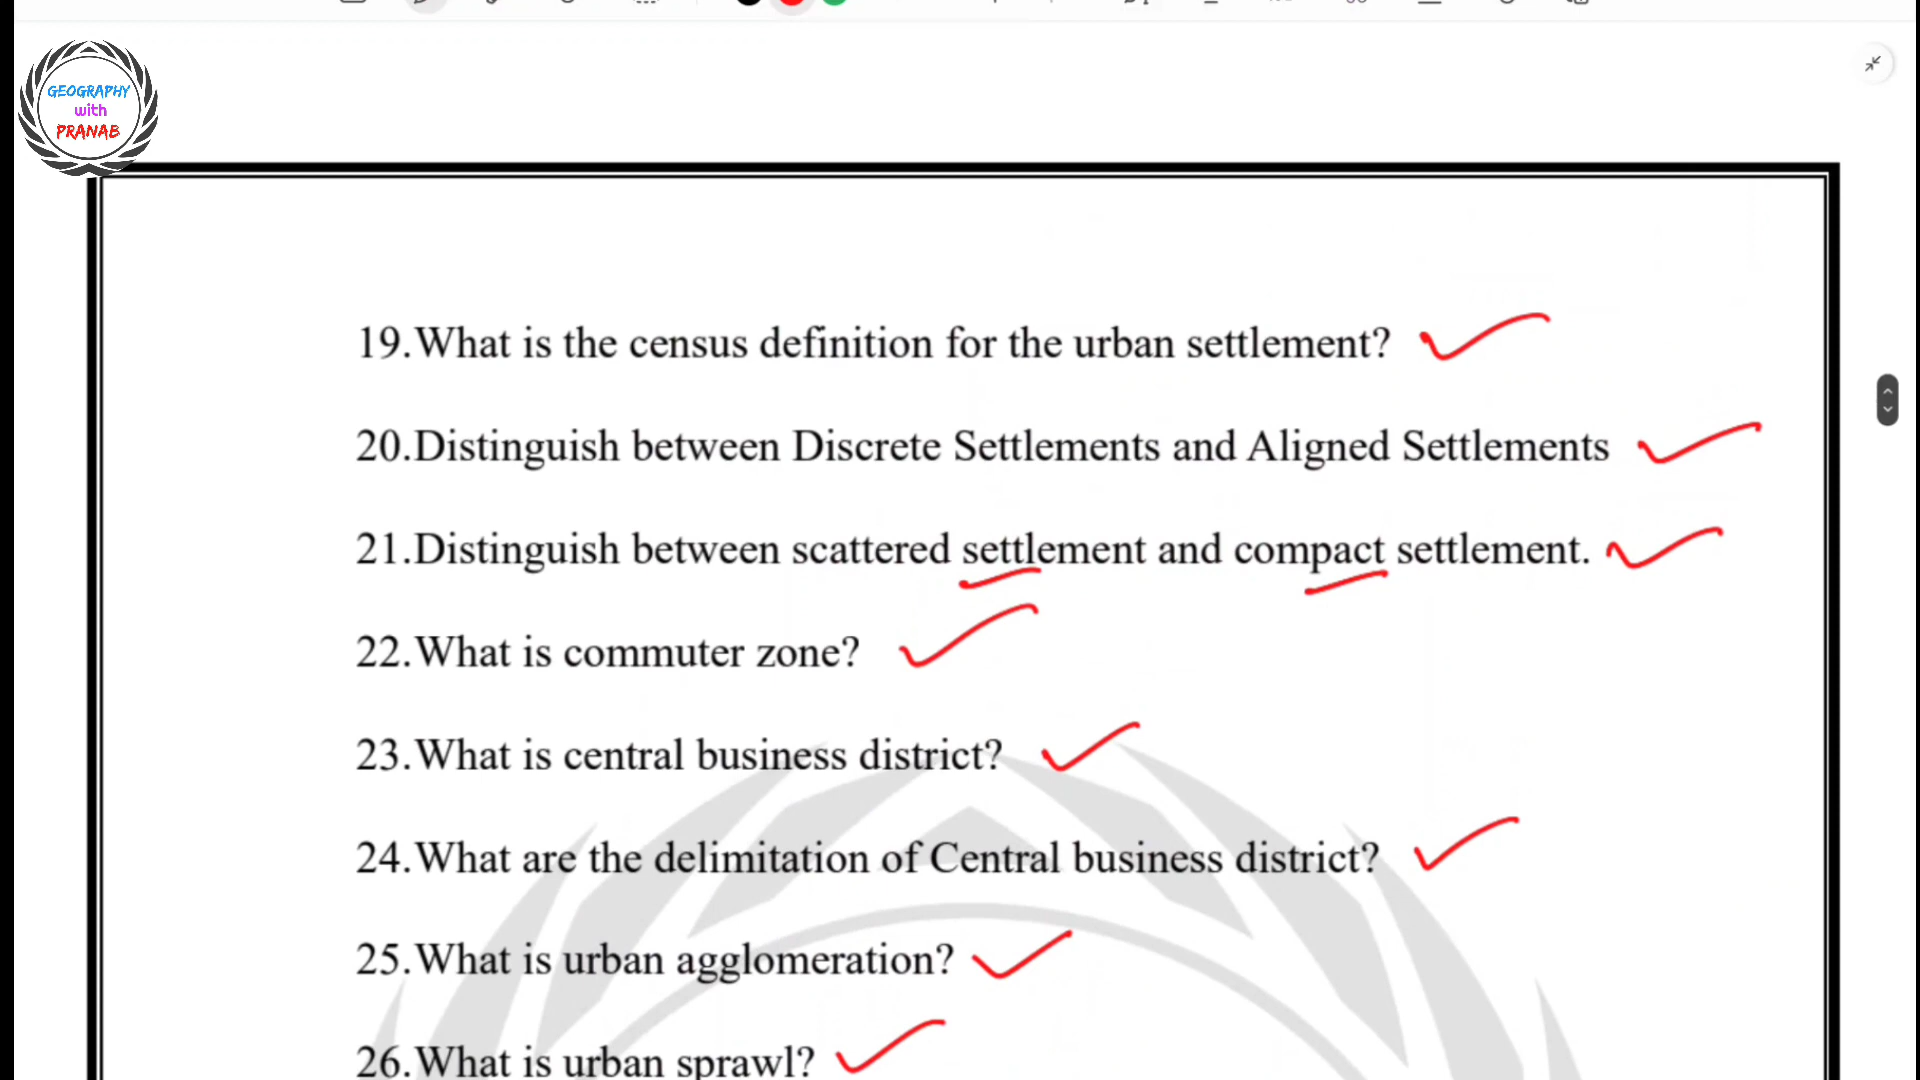 GEOGRAPHY
with
PRANAB
19.What is the census definition for the urban settlement?
20.Distinguish between Discrete Settlements and Aligned Settlements
21.Distinguish between scattered settlement and compact settlement.
22.What is commuter zone?
23.What is central business district?
24.What are the delimitation of Central business district?
25.What is urban agglomeration?
26.What is urban sprawl?